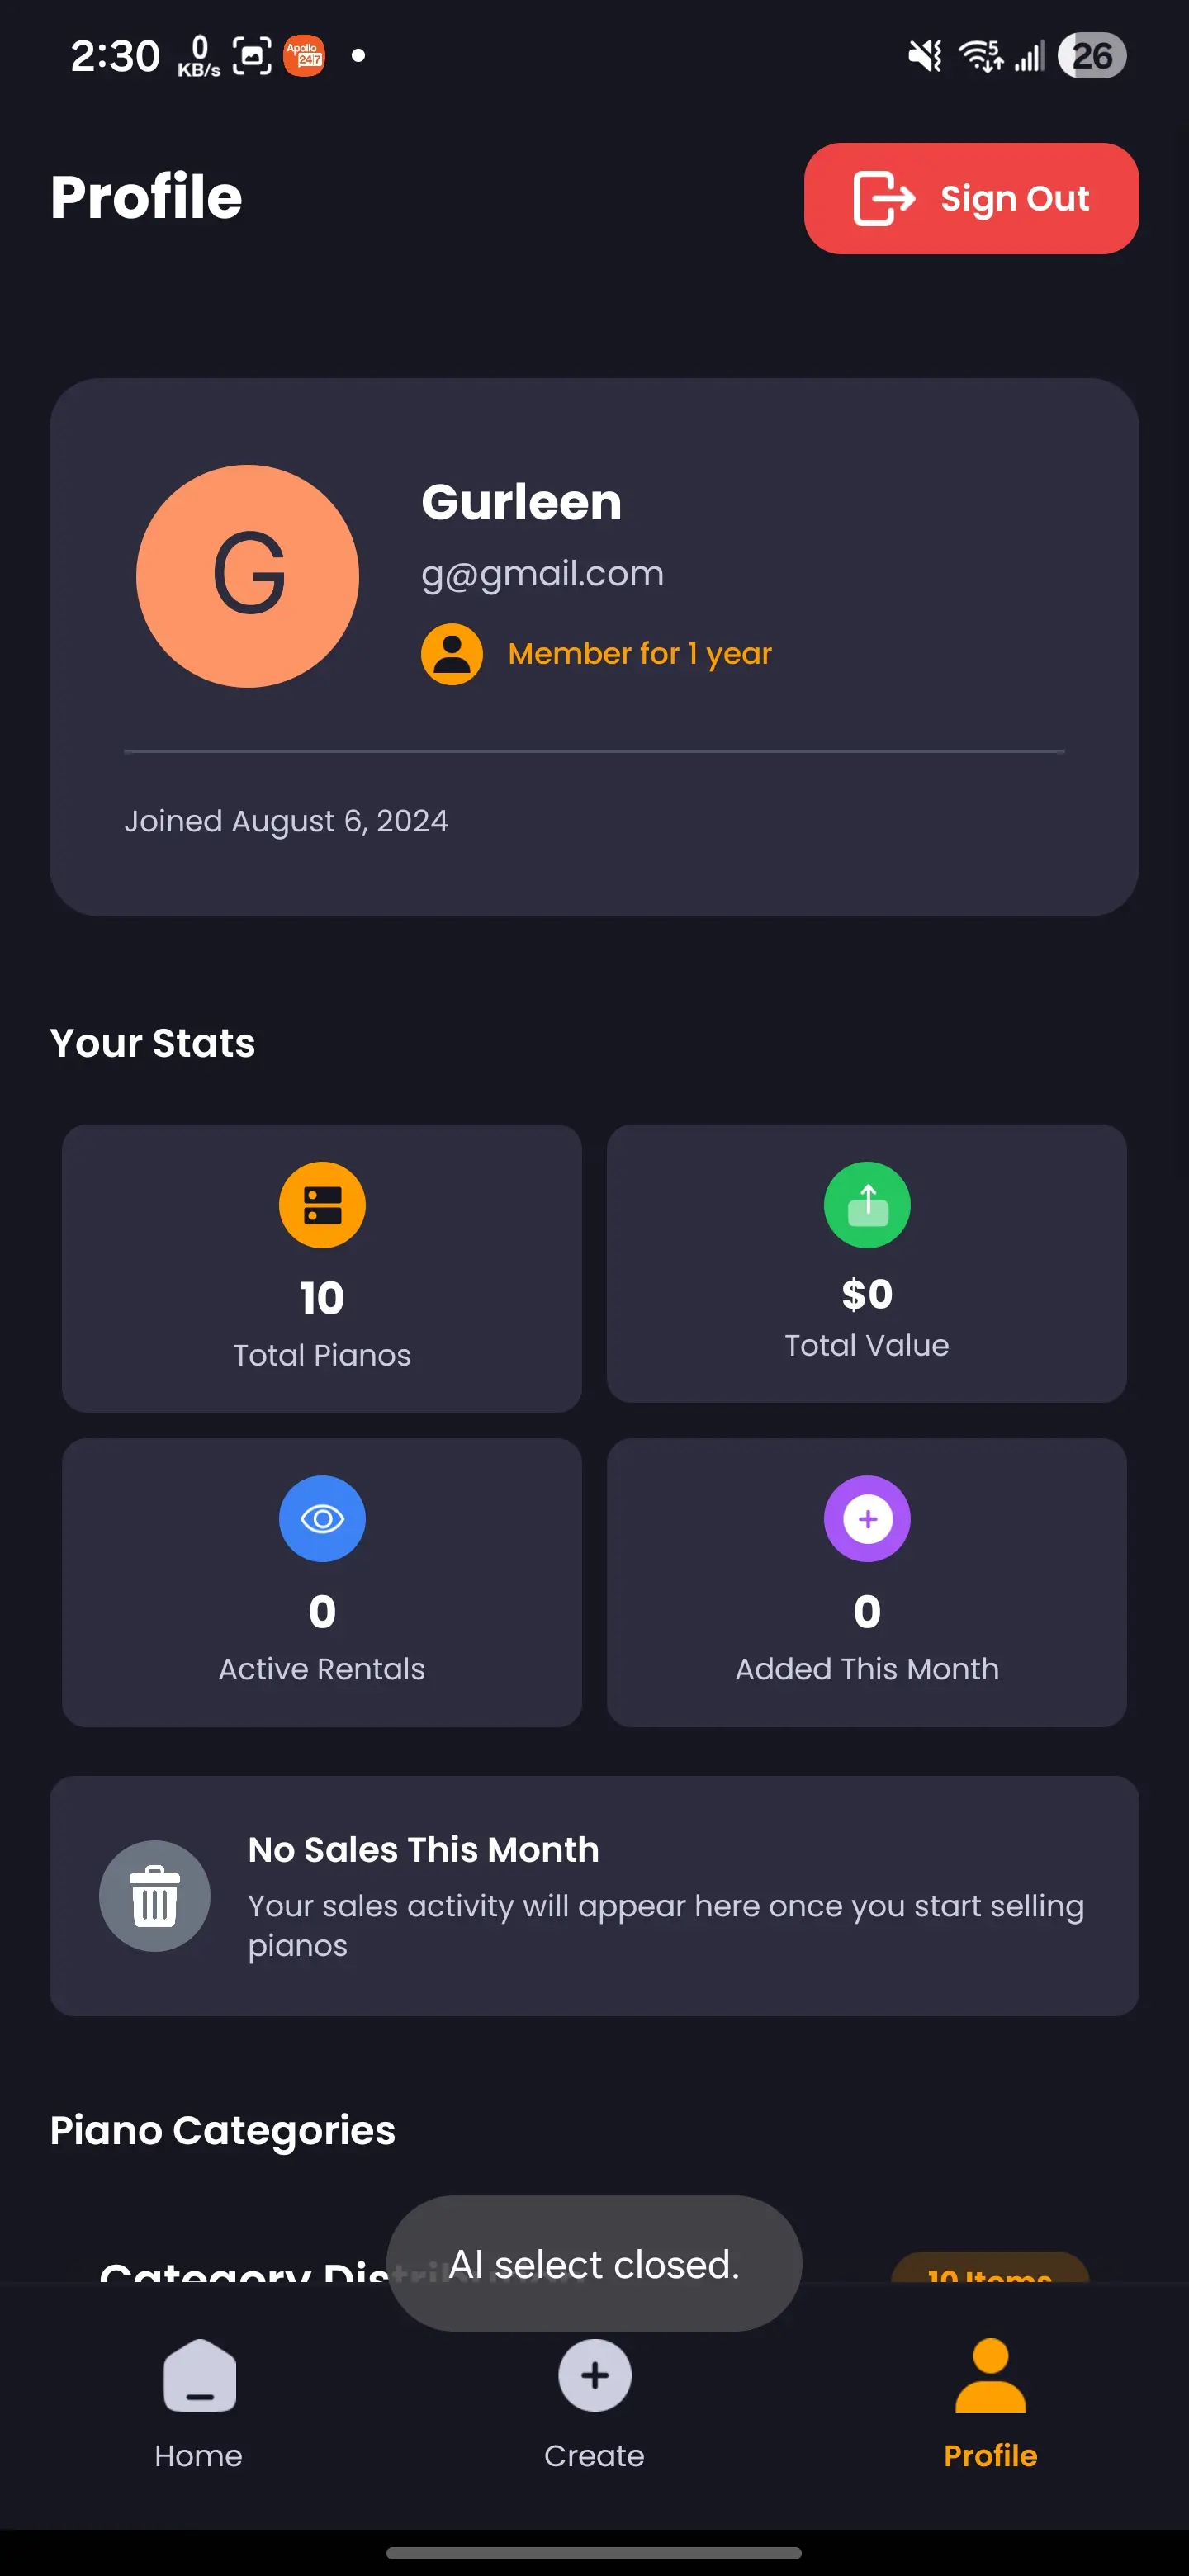 2:30 0 KB/s Apollo 24|7 5 26
Profile
Sign Out
G
Gurleen
g@gmail.com
Member for 1 year
Joined August 6, 2024
Your Stats
10
Total Pianos
$0
Total Value
0
Active Rentals
0
Added This Month
No Sales This Month
Your sales activity will appear here once you start selling
pianos
Piano Categories
Category
10 Items
AI select closed.
Home
Create
Profile